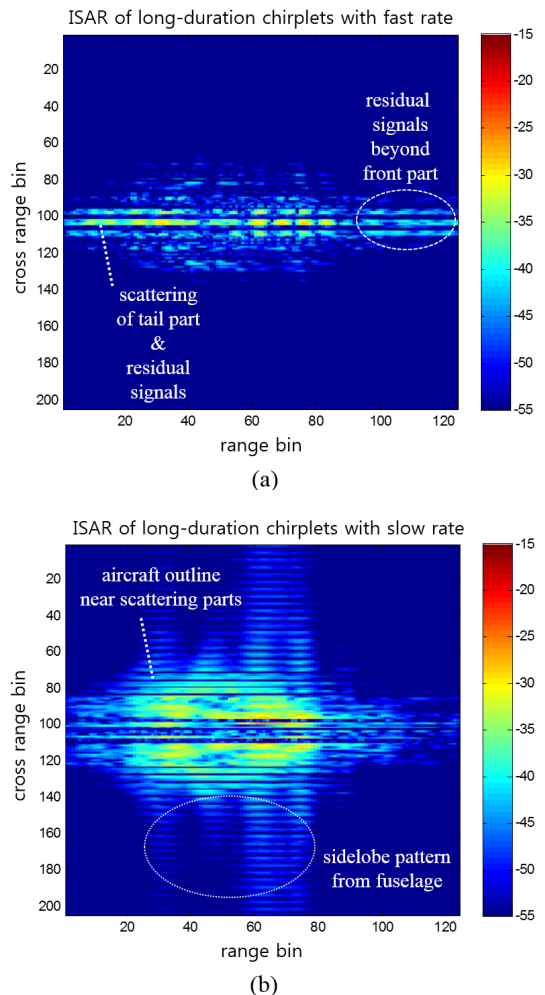 ISAR of long-duration chirplets with fast rate
-15
20
residual
signals
beyond
front part
-20
40
-25
60
80
-30
cross range bin
100
-35
120
scattering
of tail part
&
residual
signals
-40
140
-45
160
180
-50
200
-55
20 40 60 80 100 120
range bin
(a)
ISAR of long-duration chirplets with slow rate
-15
20
aircraft outline
near scattering parts
-20
40
-25
60
80
-30
cross range bin
100
-35
120
-40
140
-45
160
sidelobe pattern
from fuselage
180
-50
200
-55
20 40 60 80 100 120
range bin
(b)